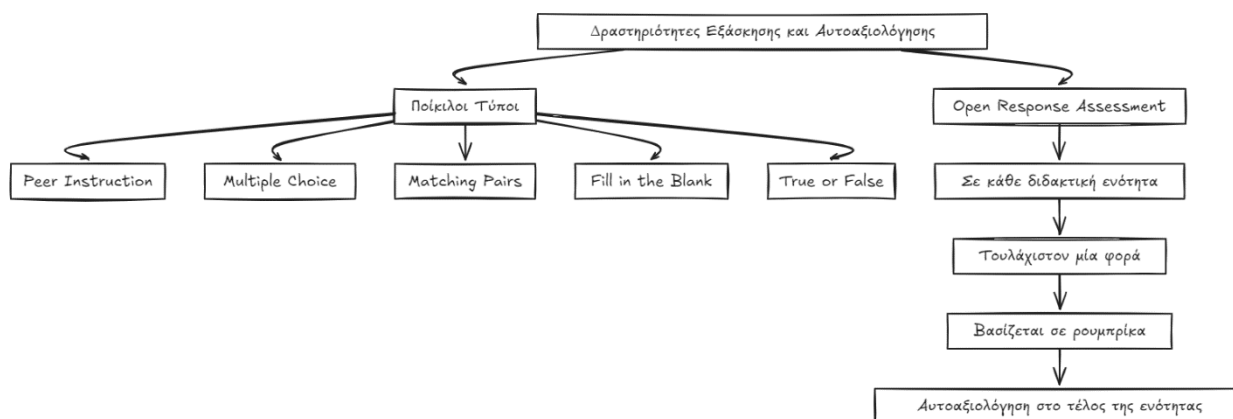 Δραστηριότητες Εξάσκησης και Αυτοαξιολόγησης
Ποίκιλοι Τύποι
Open Response Assessment
Peer Instruction
Multiple Choice
Matching Pairs
Fill in the Blank
True or False
Σε κάθε διδακτική ενότητα
Τουλάχιστον μία φορά
Βασίζεται σε ρουμπρίκα
Αυτοαξιολόγηση στο τέλος της ενότητας